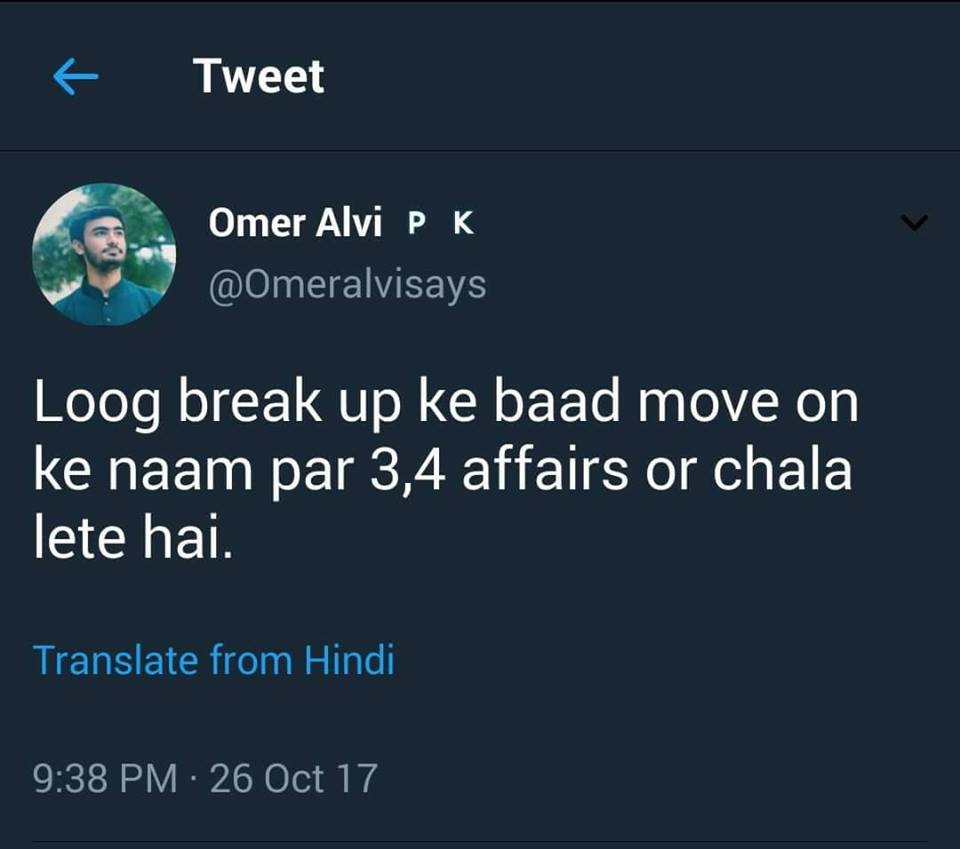 Tweet
Omer Alvi P K
@Omeralvisays
Loog break up ke baad move on
ke naam par 3,4 affairs or chala
lete hai.
Translate from Hindi
9:38 PM · 26 Oct 17